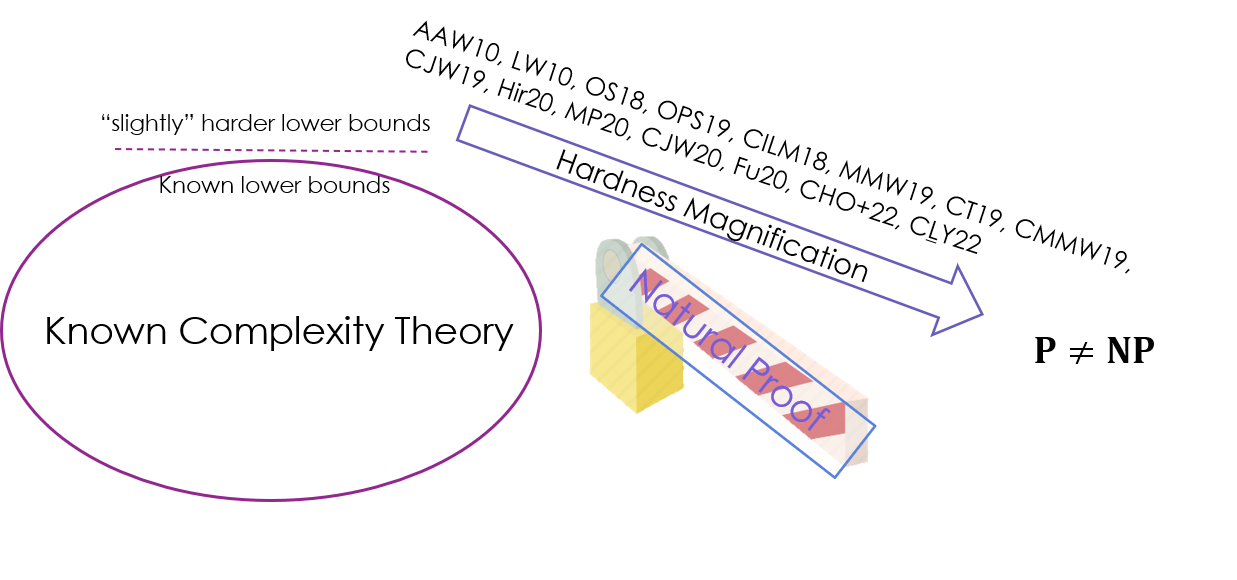 AAW10, LW10, OS18, OPS19, CILM18, MMW19, CT19, CMMW19,
CJW19, Hir20, MP20, CJW20, Fu20, CHO+22, CLY22
“slightly” harder lower bounds
Known lower bounds
Hardness Magnification
Known Complexity Theory
Natural Proof
P ≠ NP